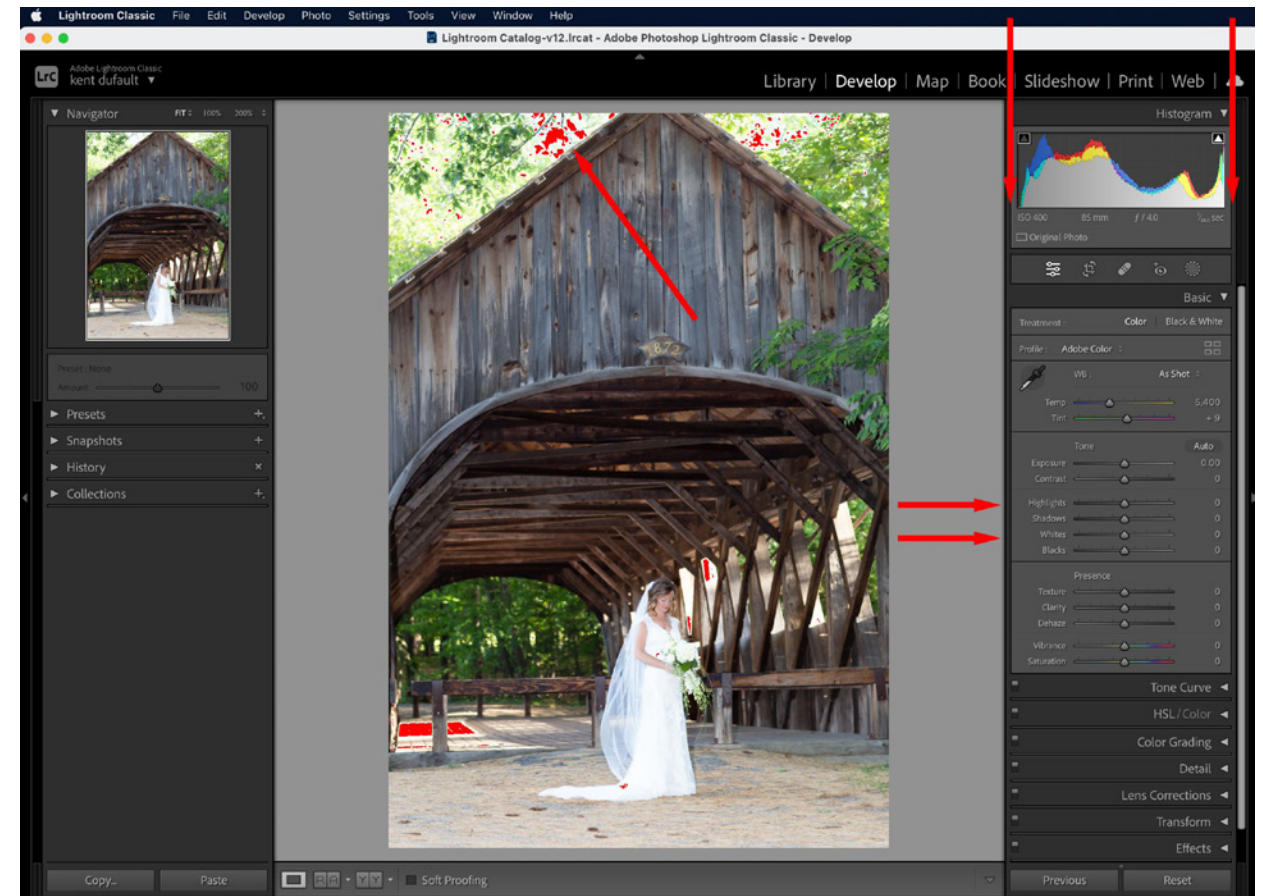 Lightroom Classic File Edit Develop Photo Settings Tools View Window Help
Lightroom Catalog-v12.lrcat - Adobe Photoshop Lightroom Classic - Develop
LrC
Adobe Lightroom Classic
kent dufault
Library | Develop | Map | Book | Slideshow | Print | Web |
Navigator FIT 100% 200%
Histogram
ISO 400 85 mm ƒ / 4.0 sec
Original Photo
Basic
Treatment : Color Black & White
Profile : Adobe Color
WB : As Shot
Temp 5,400
Tint + 9
Tone Auto
Exposure 0.00
Contrast 0
Highlights 0
Shadows 0
Whites 0
Blacks 0
Presence
Texture 0
Clarity 0
Dehaze 0
Vibrance 0
Saturation 0
Tone Curve
HSL / Color
Color Grading
Detail
Lens Corrections
Transform
Effects
Previous Reset
Preset : None
Amount 100
Presets
Snapshots
History
Collections
1872
Copy... Paste
Soft Proofing